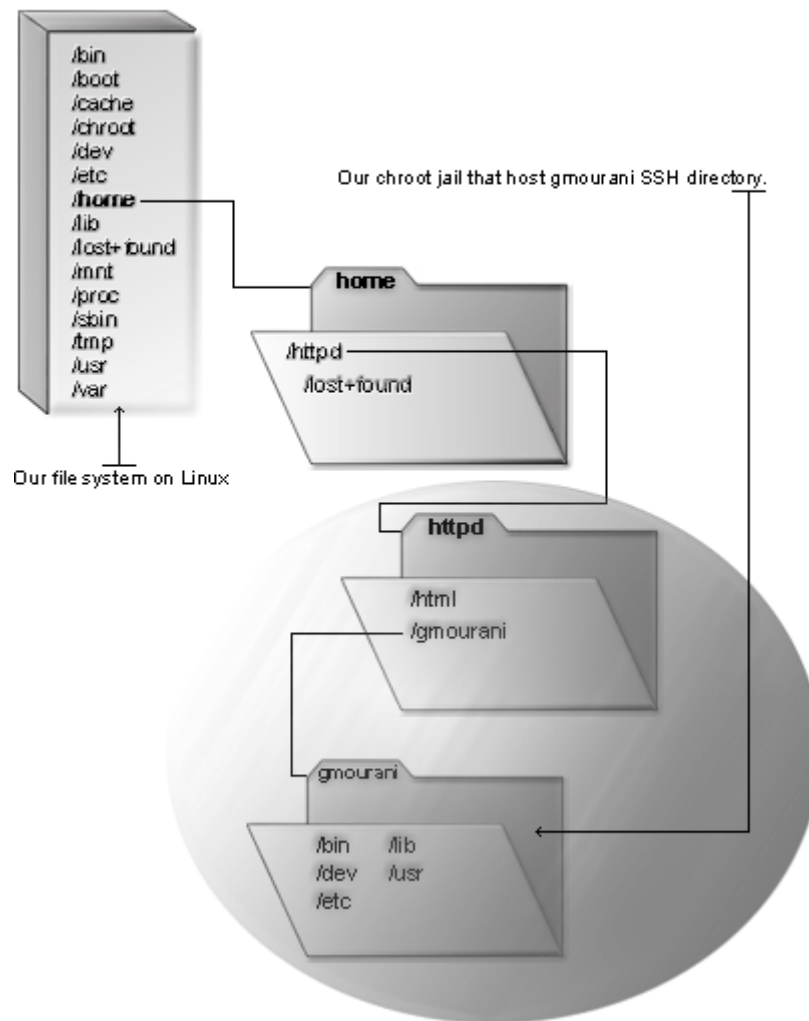 /bin
/boot
/cache
/chroot
/dev
/etc
/home
/lib
/lost+found
/mnt
/proc
/sbin
/tmp
/usr
/var
Our file system on Linux
Our chroot jail that host gmourani SSH directory.
home
/httpd
/lost+found
httpd
/html
/gmourani
gmourani
/bin /lib
/dev /usr
/etc